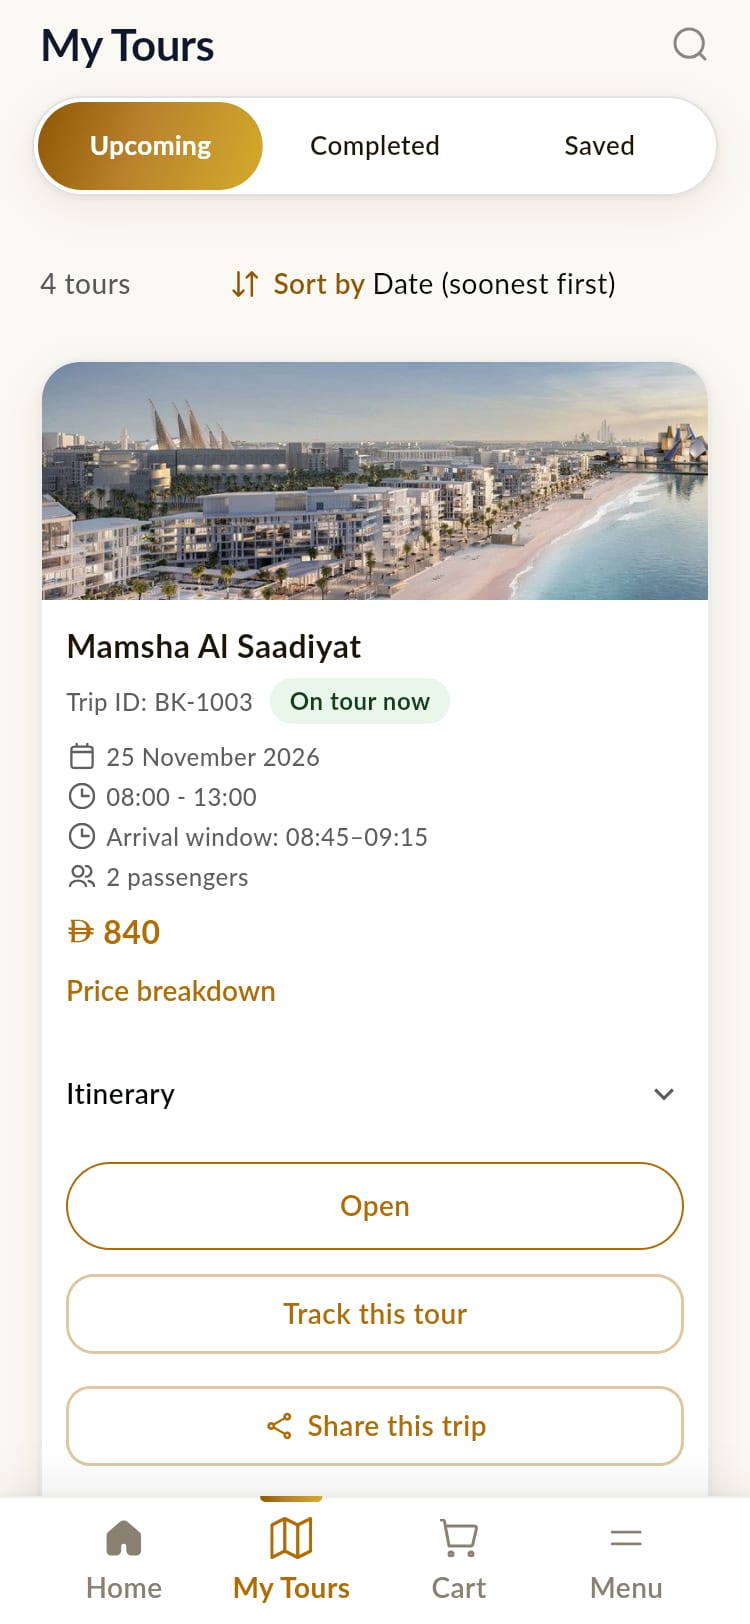 My Tours
Upcoming
Completed
Saved
4 tours
Sort by Date (soonest first)
Mamsha Al Saadiyat
Trip ID: BK-1003
On tour now
25 November 2026
08:00 - 13:00
Arrival window: 08:45–09:15
2 passengers
840
Price breakdown
Itinerary
Open
Track this tour
Share this trip
Home
My Tours
Cart
Menu